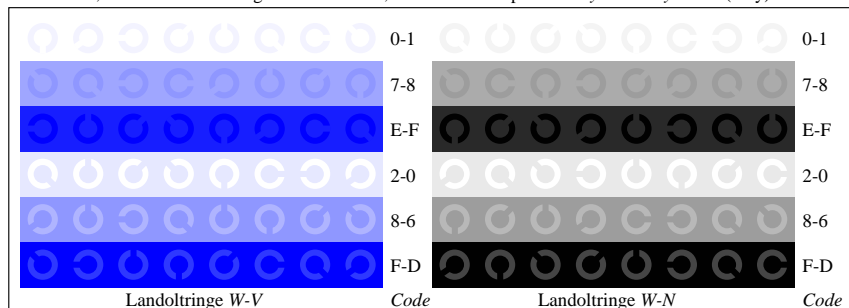 0-1 0-1
7-8 7-8
E-F E-F
2-0 2-0
8-6 8-6
F-D F-D
Landoltringe W-V Code Landoltringe W-N Code